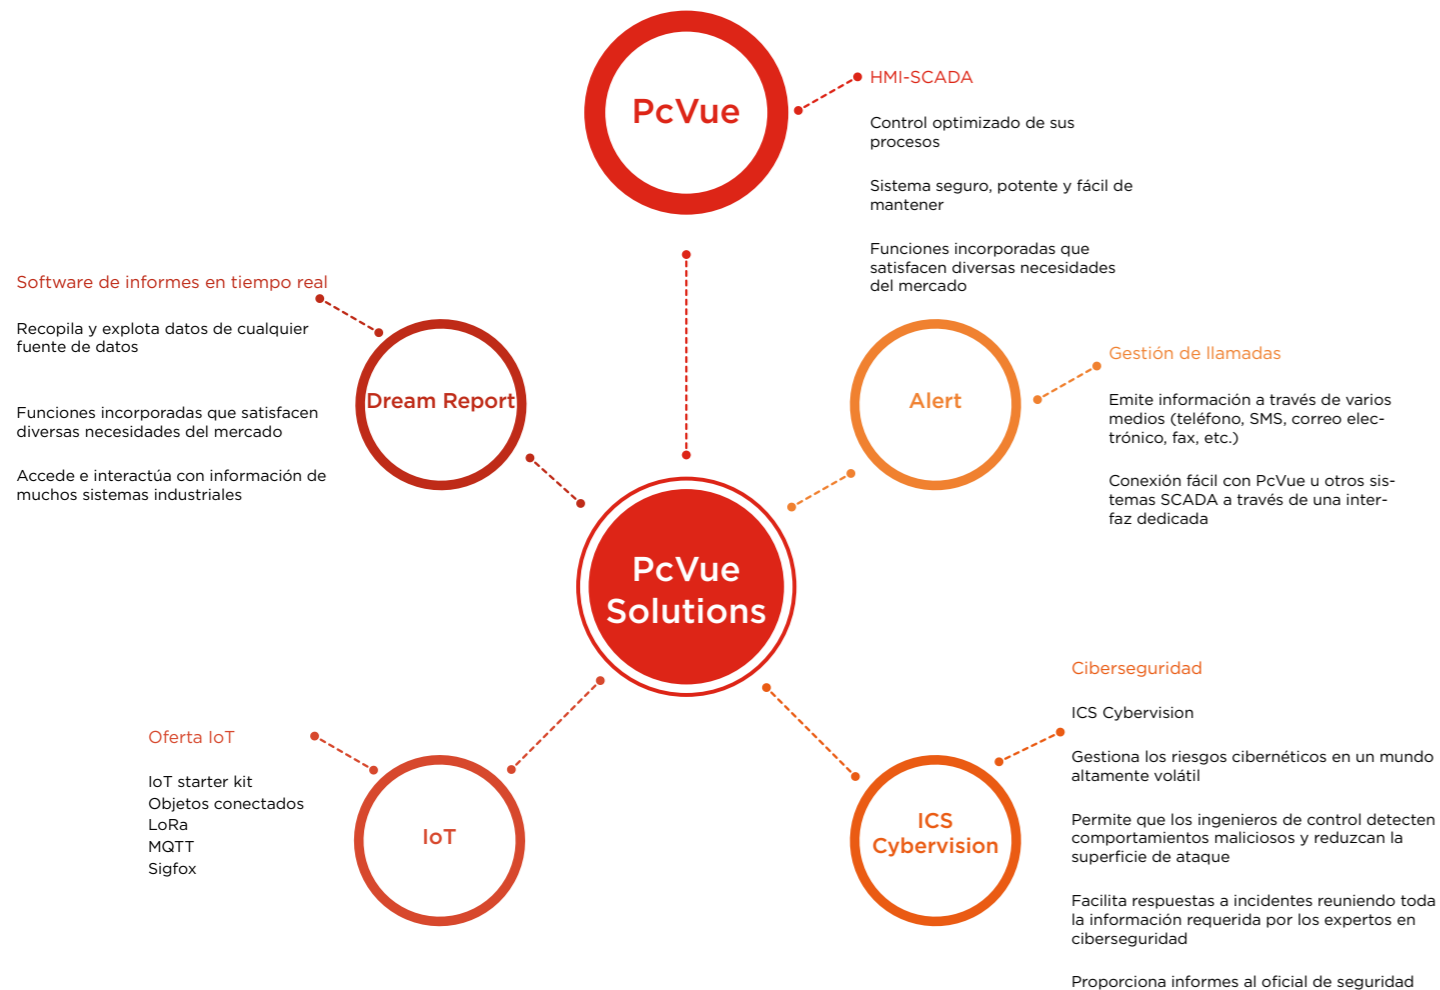 PcVue
HMI-SCADA
Control optimizado de sus
procesos
Sistema seguro, potente y fácil de
mantener
Funciones incorporadas que
satisfacen diversas necesidades
del mercado
Software de informes en tiempo real
Recopila y explota datos de cualquier
fuente de datos
Funciones incorporadas que satisfacen
diversas necesidades del mercado
Accede e interactúa con información de
muchos sistemas industriales
Dream Report
Alert
Gestión de llamadas
Emite información a través de varios
medios (teléfono, SMS, correo elec-
trónico, fax, etc.)
Conexión fácil con PcVue u otros sis-
temas SCADA a través de una inter-
faz dedicada
PcVue
Solutions
Oferta IoT
IoT starter kit
Objetos conectados
LoRa
MQTT
Sigfox
IoT
ICS
Cybervision
Ciberseguridad
ICS Cybervision
Gestiona los riesgos cibernéticos en un mundo
altamente volátil
Permite que los ingenieros de control detecten
comportamientos maliciosos y reduzcan la
superficie de ataque
Facilita respuestas a incidentes reuniendo toda
la información requerida por los expertos en
ciberseguridad
Proporciona informes al oficial de seguridad